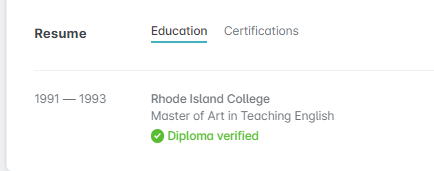 Resume
Education Certifications
1991 — 1993
Rhode Island College
Master of Art in Teaching English
Diploma verified